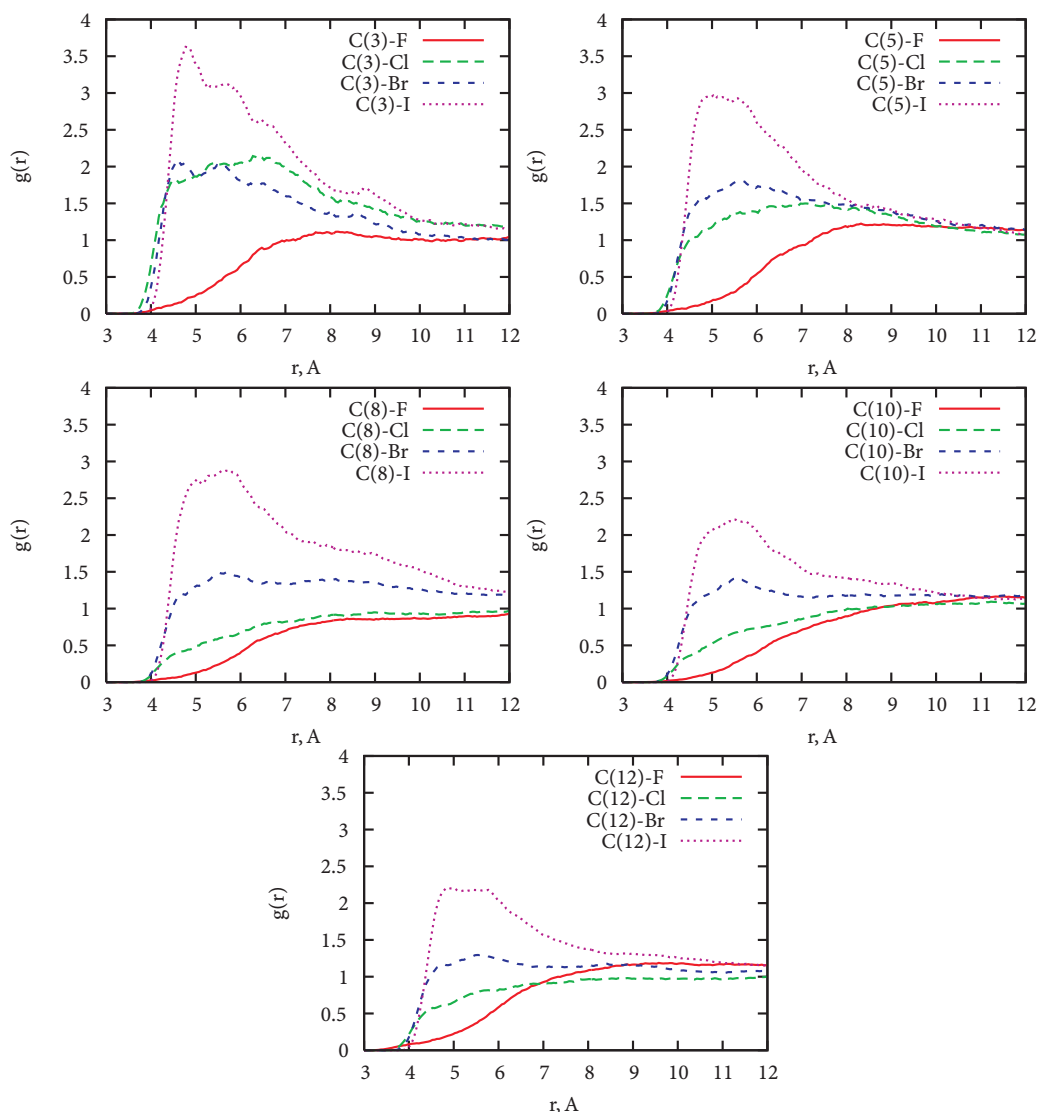 4
3.5
3
2.5
2
1.5
1
0.5
0
g(r)
C(3)-F
C(3)-Cl
C(3)-Br
C(3)-I
3 4 5 6 7 8 9 10 11 12
r, A
4
3.5
3
2.5
2
1.5
1
0.5
0
g(r)
C(5)-F
C(5)-Cl
C(5)-Br
C(5)-I
3 4 5 6 7 8 9 10 11 12
r, A
4
3.5
3
2.5
2
1.5
1
0.5
0
g(r)
C(8)-F
C(8)-Cl
C(8)-Br
C(8)-I
3 4 5 6 7 8 9 10 11 12
r, A
4
3.5
3
2.5
2
1.5
1
0.5
0
g(r)
C(10)-F
C(10)-Cl
C(10)-Br
C(10)-I
3 4 5 6 7 8 9 10 11 12
r, A
4
3.5
3
2.5
2
1.5
1
0.5
0
g(r)
C(12)-F
C(12)-Cl
C(12)-Br
C(12)-I
3 4 5 6 7 8 9 10 11 12
r, A